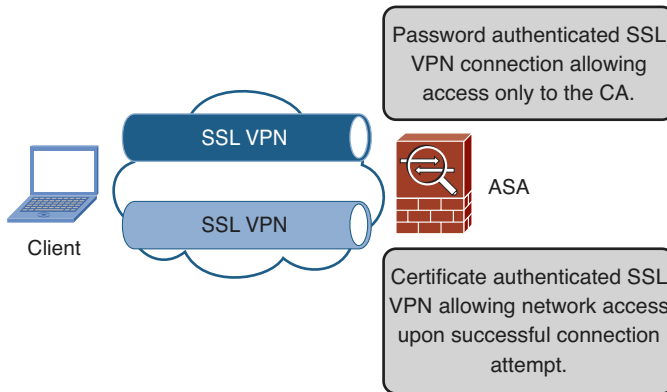 Password authenticated SSL
VPN connection allowing
access only to the CA.
SSL VPN
ASA
SSL VPN
Client
Certificate authenticated SSL
VPN allowing network access
upon successful connection
attempt.